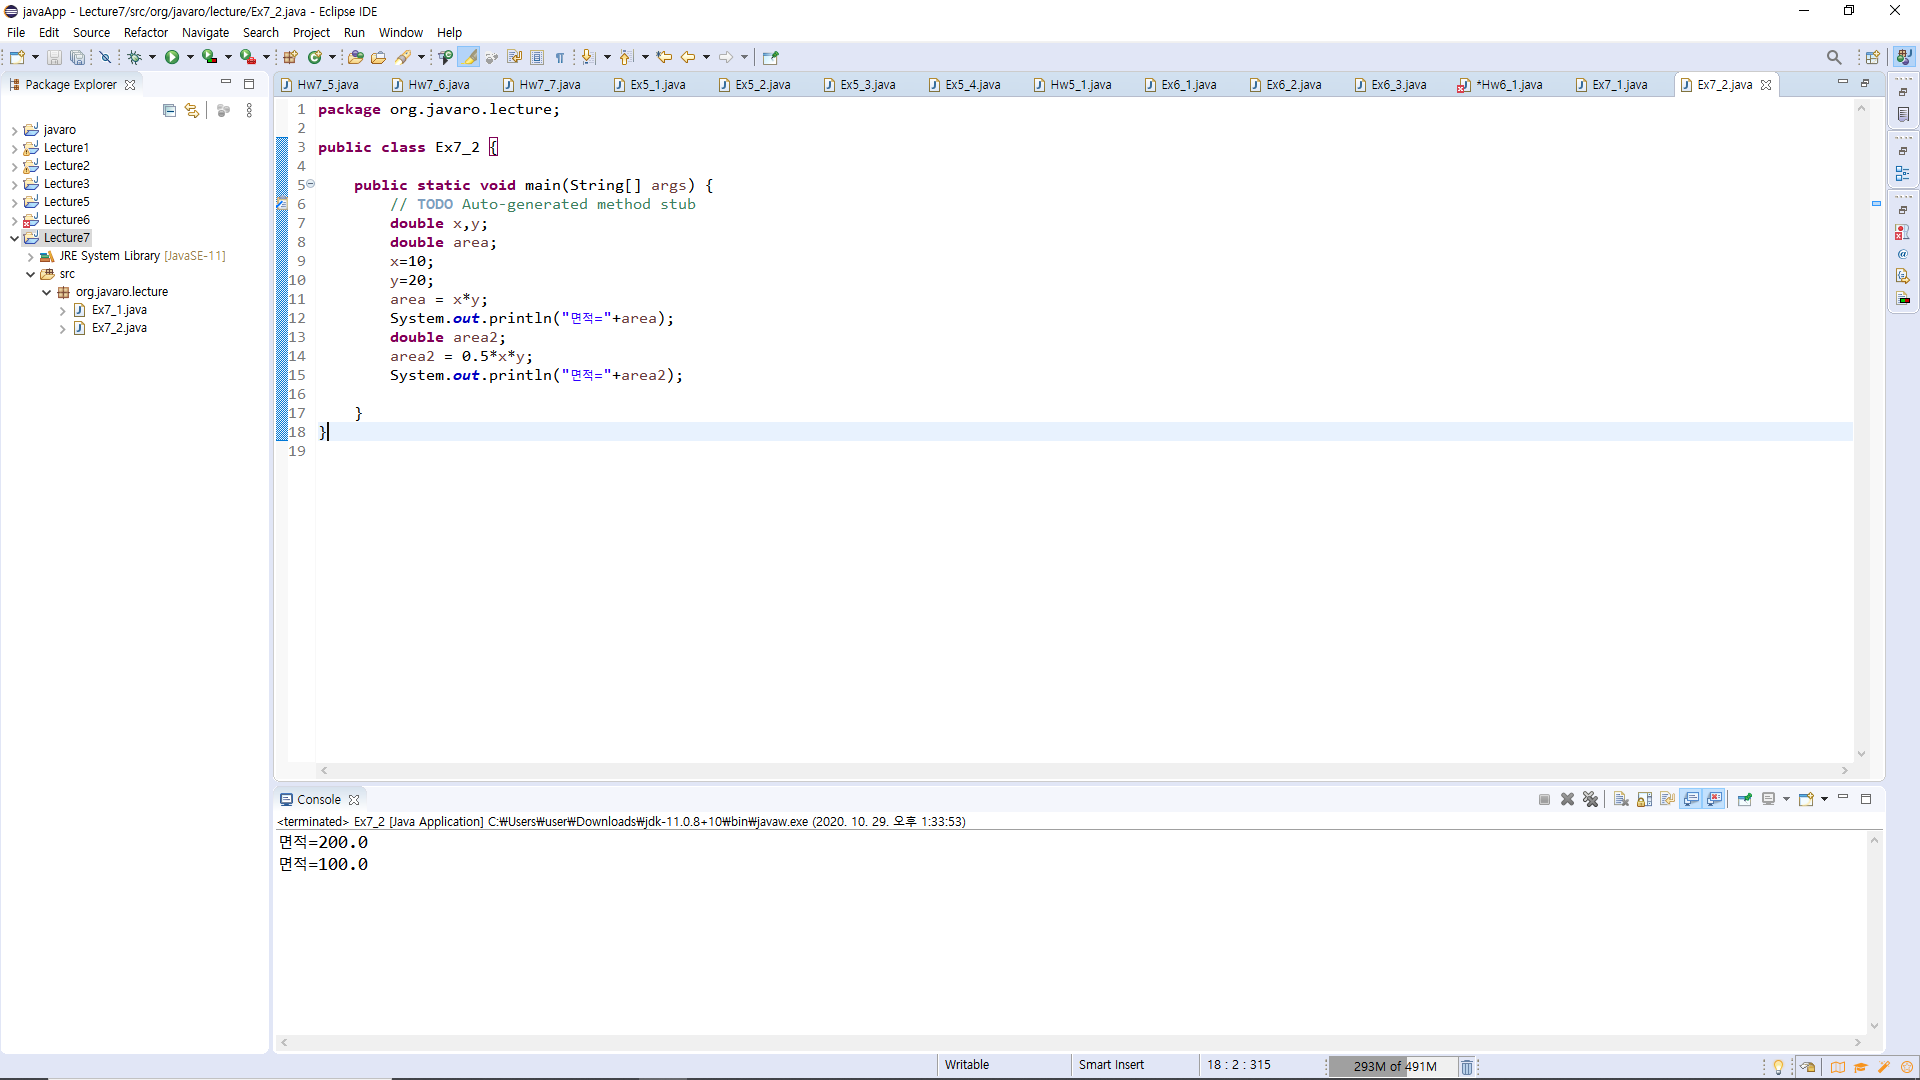 javaApp - Lecture7/src/org/javaro/lecture/Ex7_2.java - Eclipse IDE
File Edit Source Refactor Navigate Search Project Run Window Help
Package Explorer
Hw7_5.java Hw7_6.java Hw7_7.java Ex5_1.java Ex5_2.java Ex5_3.java Ex5_4.java Hw5_1.java Ex6_1.java Ex6_2.java Ex6_3.java *Hw6_1.java Ex7_1.java Ex7_2.java
javaro
Lecture1
Lecture2
Lecture3
Lecture5
Lecture6
Lecture7
JRE System Library [JavaSE-11]
src
org.javaro.lecture
Ex7_1.java
Ex7_2.java
1 package org.javaro.lecture;
2
3 public class Ex7_2 {
4
5 public static void main(String[] args) {
6 // TODO Auto-generated method stub
7 double x,y;
8 double area;
9 x=10;
10 y=20;
11 area = x*y;
12 System.out.println("면적="+area);
13 double area2;
14 area2 = 0.5*x*y;
15 System.out.println("면적="+area2);
16
17 }
18 }
19
Console
<terminated> Ex7_2 [Java Application] C:₩Users₩user₩Downloads₩jdk-11.0.8+10₩bin₩javaw.exe (2020. 10. 29. 오후 1:33:53)
면적=200.0
면적=100.0
Writable Smart Insert 18 : 2 : 315 293M of 491M